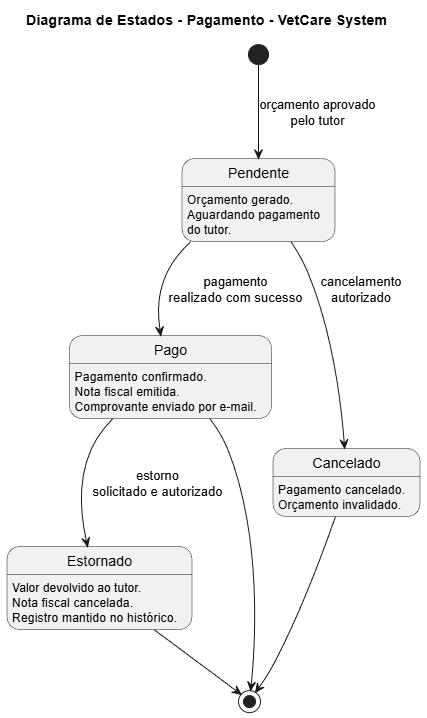 Diagrama de Estados - Pagamento - VetCare System
orçamento aprovado
pelo tutor
Pendente
Orçamento gerado.
Aguardando pagamento
do tutor.
pagamento
realizado com sucesso
cancelamento
autorizado
Pago
Pagamento confirmado.
Nota fiscal emitida.
Comprovante enviado por e-mail.
estorno
solicitado e autorizado
Cancelado
Pagamento cancelado.
Orçamento invalidado.
Estornado
Valor devolvido ao tutor.
Nota fiscal cancelada.
Registro mantido no histórico.